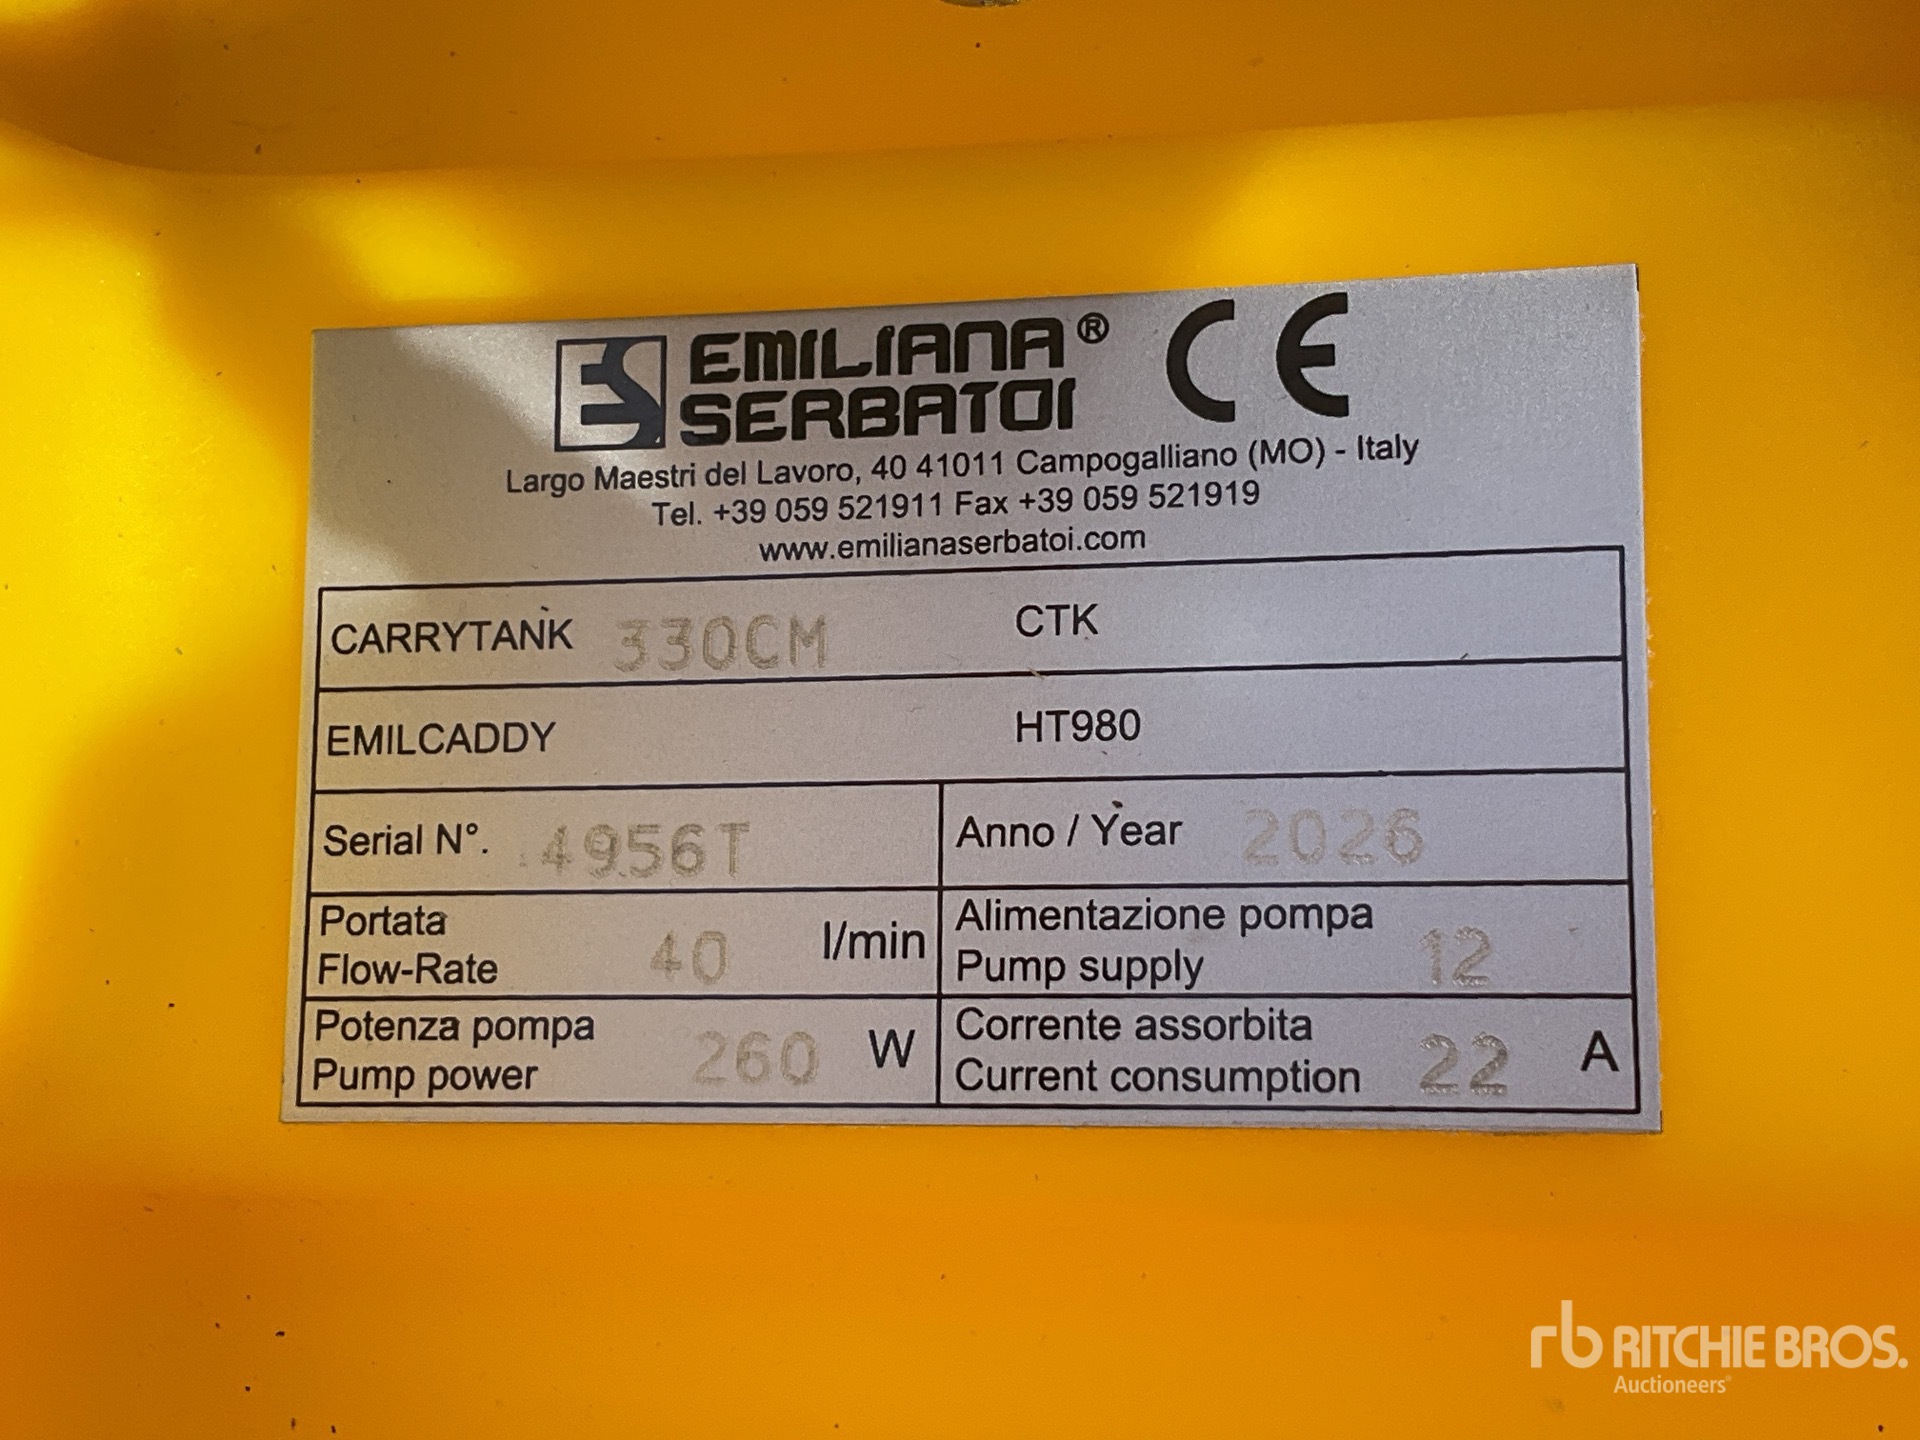 ES EMILIANA® CE
SERBATOI
Largo Maestri del Lavoro, 40 41011 Campogalliano (MO) - Italy
Tel. +39 059 521911 Fax +39 059 521919
www.emilianaserbatoi.com
CARRYTANK 330CM CTK
EMILCADDY HT980
Serial N°. 4956T Anno / Year 2026
Portata
Flow-Rate 40 l/min
Alimentazione pompa
Pump supply 12
Potenza pompa
Pump power 260 W
Corrente assorbita
Current consumption 22 A
rb RITCHIE BROS.
Auctioneers